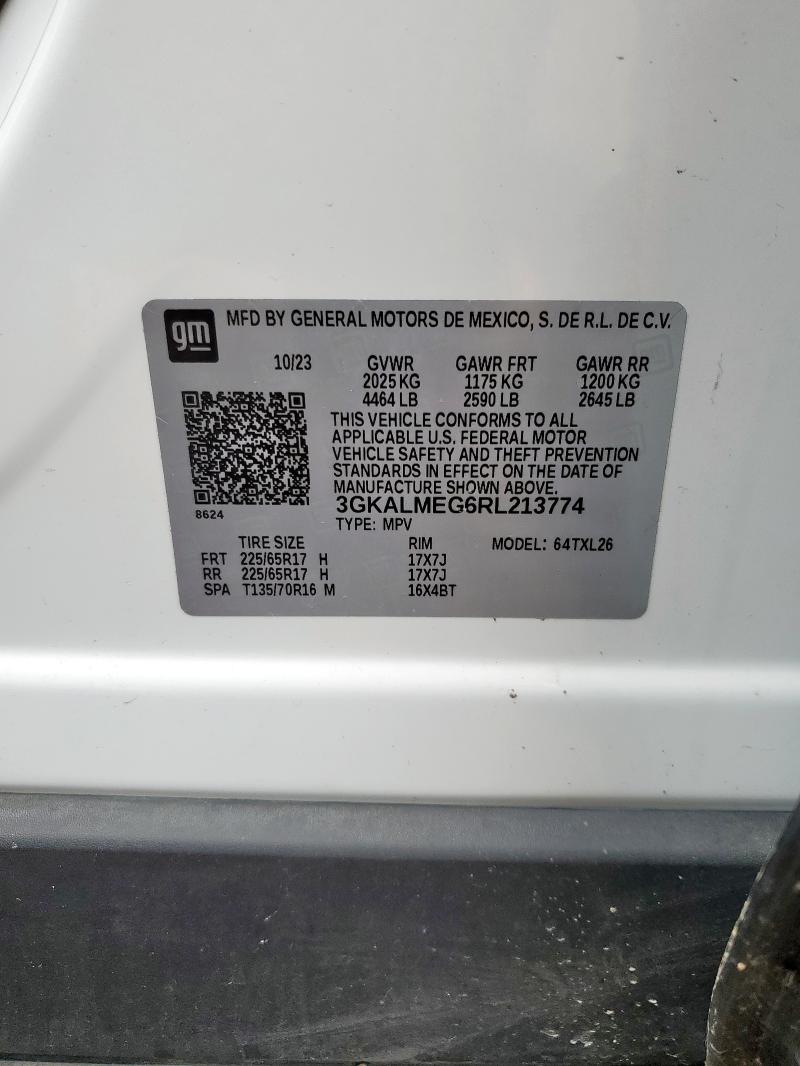 gm MFD BY GENERAL MOTORS DE MEXICO, S. DE R.L. DE C.V.
10/23 GVWR GAWR FRT GAWR RR
2025 KG 1175 KG 1200 KG
4464 LB 2590 LB 2645 LB
THIS VEHICLE CONFORMS TO ALL
APPLICABLE U.S. FEDERAL MOTOR
VEHICLE SAFETY AND THEFT PREVENTION
STANDARDS IN EFFECT ON THE DATE OF
MANUFACTURE SHOWN ABOVE.
3GKALMEG6RL213774
8624
TYPE: MPV
TIRE SIZE RIM MODEL: 64TXL26
FRT 225/65R17 H 17X7J
RR 225/65R17 H 17X7J
SPA T135/70R16 M 16X4BT